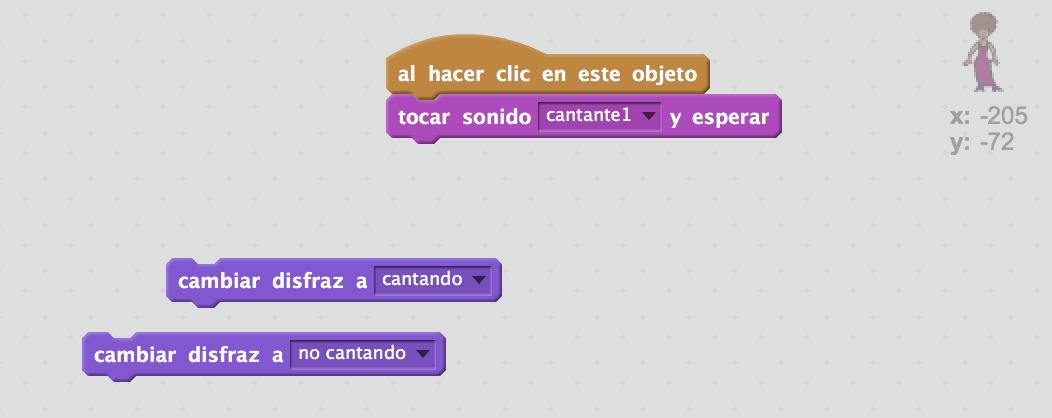 al hacer clic en este objeto
tocar sonido cantante1 y esperar
x: -205
y: -72
cambiar disfraz a cantando
cambiar disfraz a no cantando